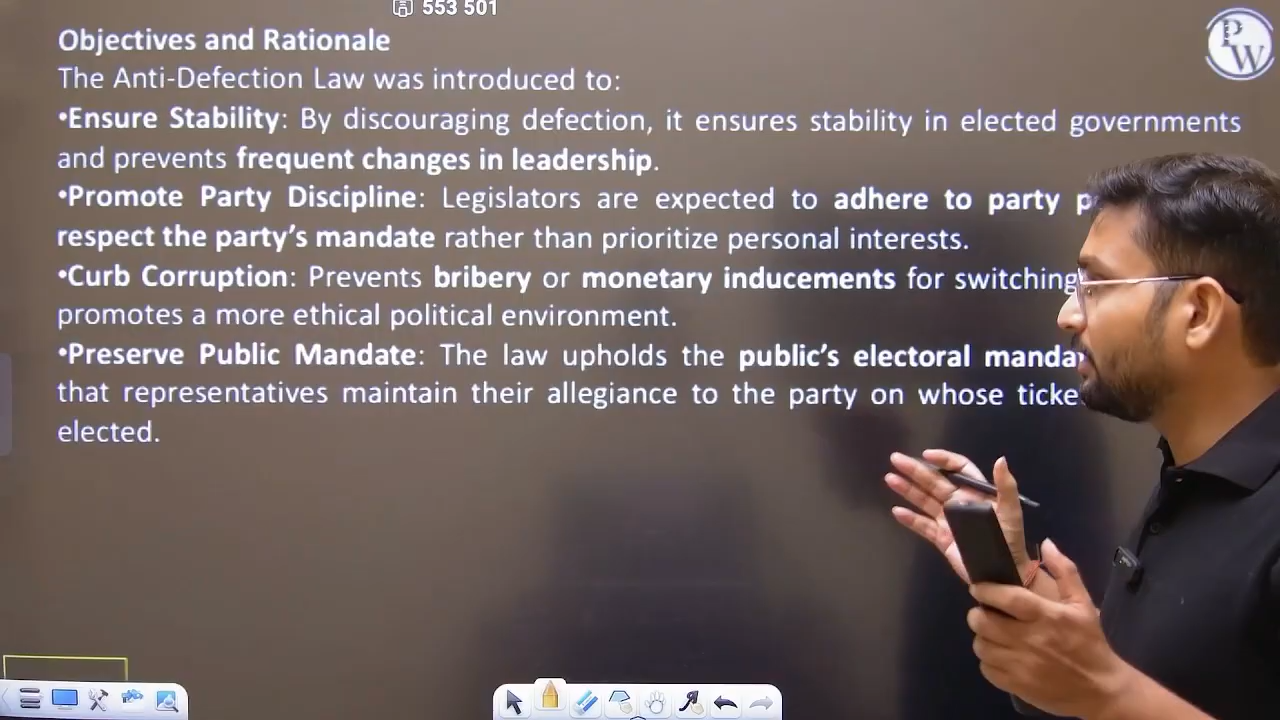 553 501
PW
Objectives and Rationale
The Anti-Defection Law was introduced to:
•Ensure Stability: By discouraging defection, it ensures stability in elected governments
and prevents frequent changes in leadership.
•Promote Party Discipline: Legislators are expected to adhere to party
respect the party's mandate rather than prioritize personal interests.
•Curb Corruption: Prevents bribery or monetary inducements for switching
promotes a more ethical political environment.
•Preserve Public Mandate: The law upholds the public's electoral
that representatives maintain their allegiance to the party on whose
elected.